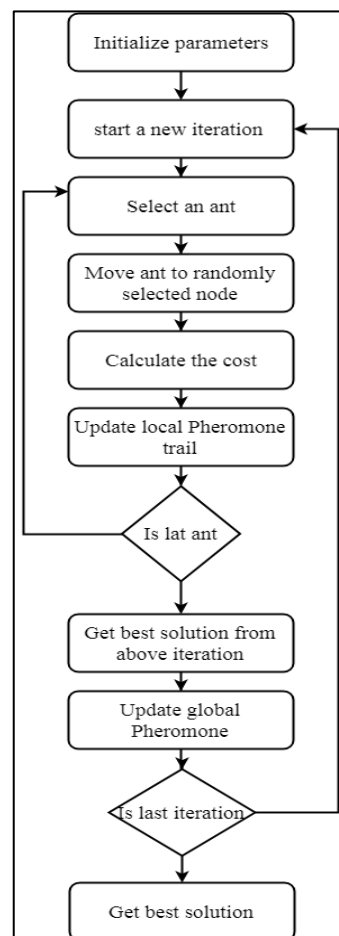 Initialize parameters
start a new iteration
Select an ant
Move ant to randomly
selected node
Calculate the cost
Update local Pheromone
trail
Is lat ant
Get best solution from
above iteration
Update global
Pheromone
Is last iteration
Get best solution